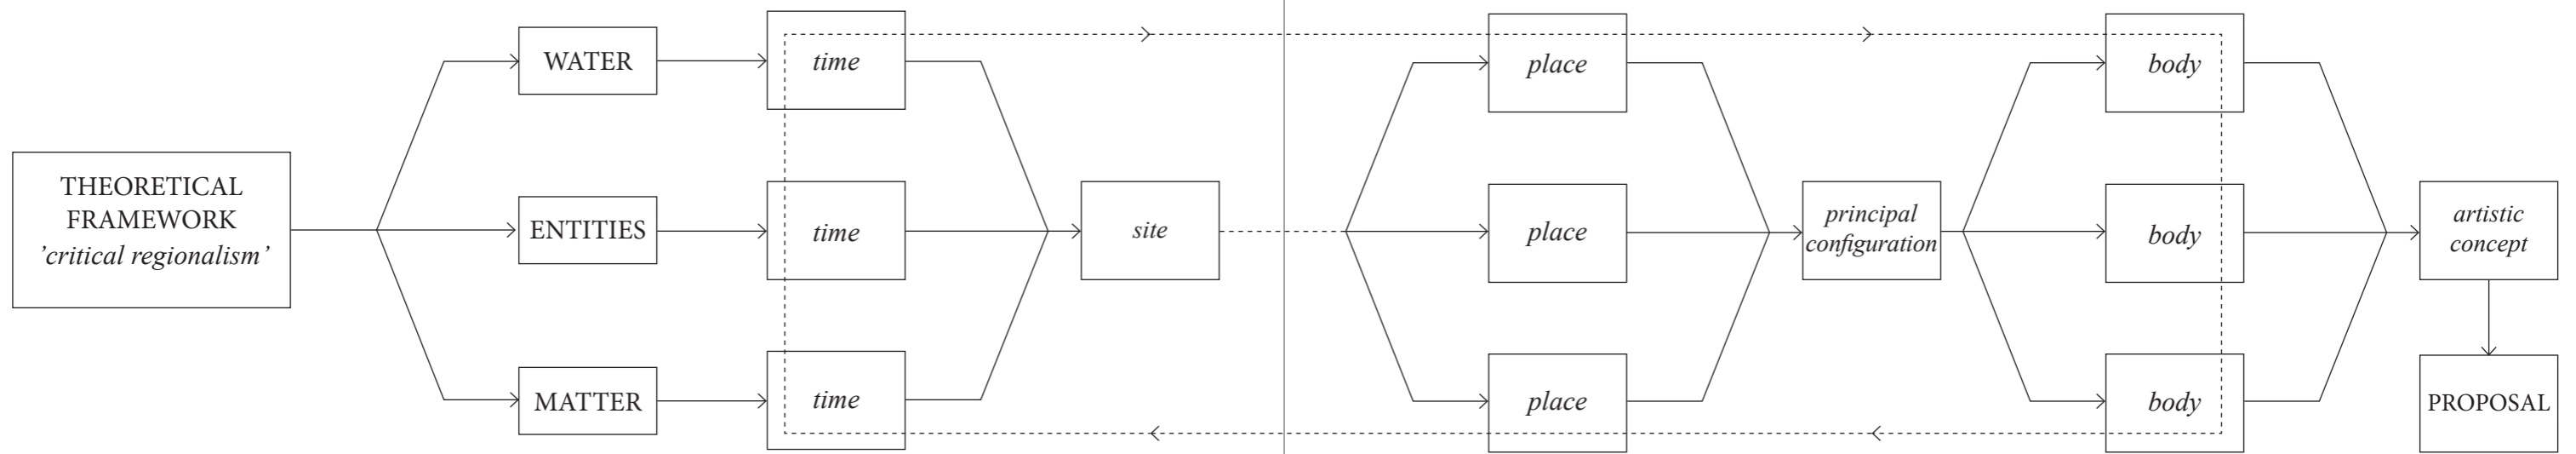 THEORETICAL
FRAMEWORK
’critical regionalism’
WATER
ENTITIES
MATTER
time
time
time
site
place
place
place
principal
configuration
body
body
body
artistic
concept
PROPOSAL